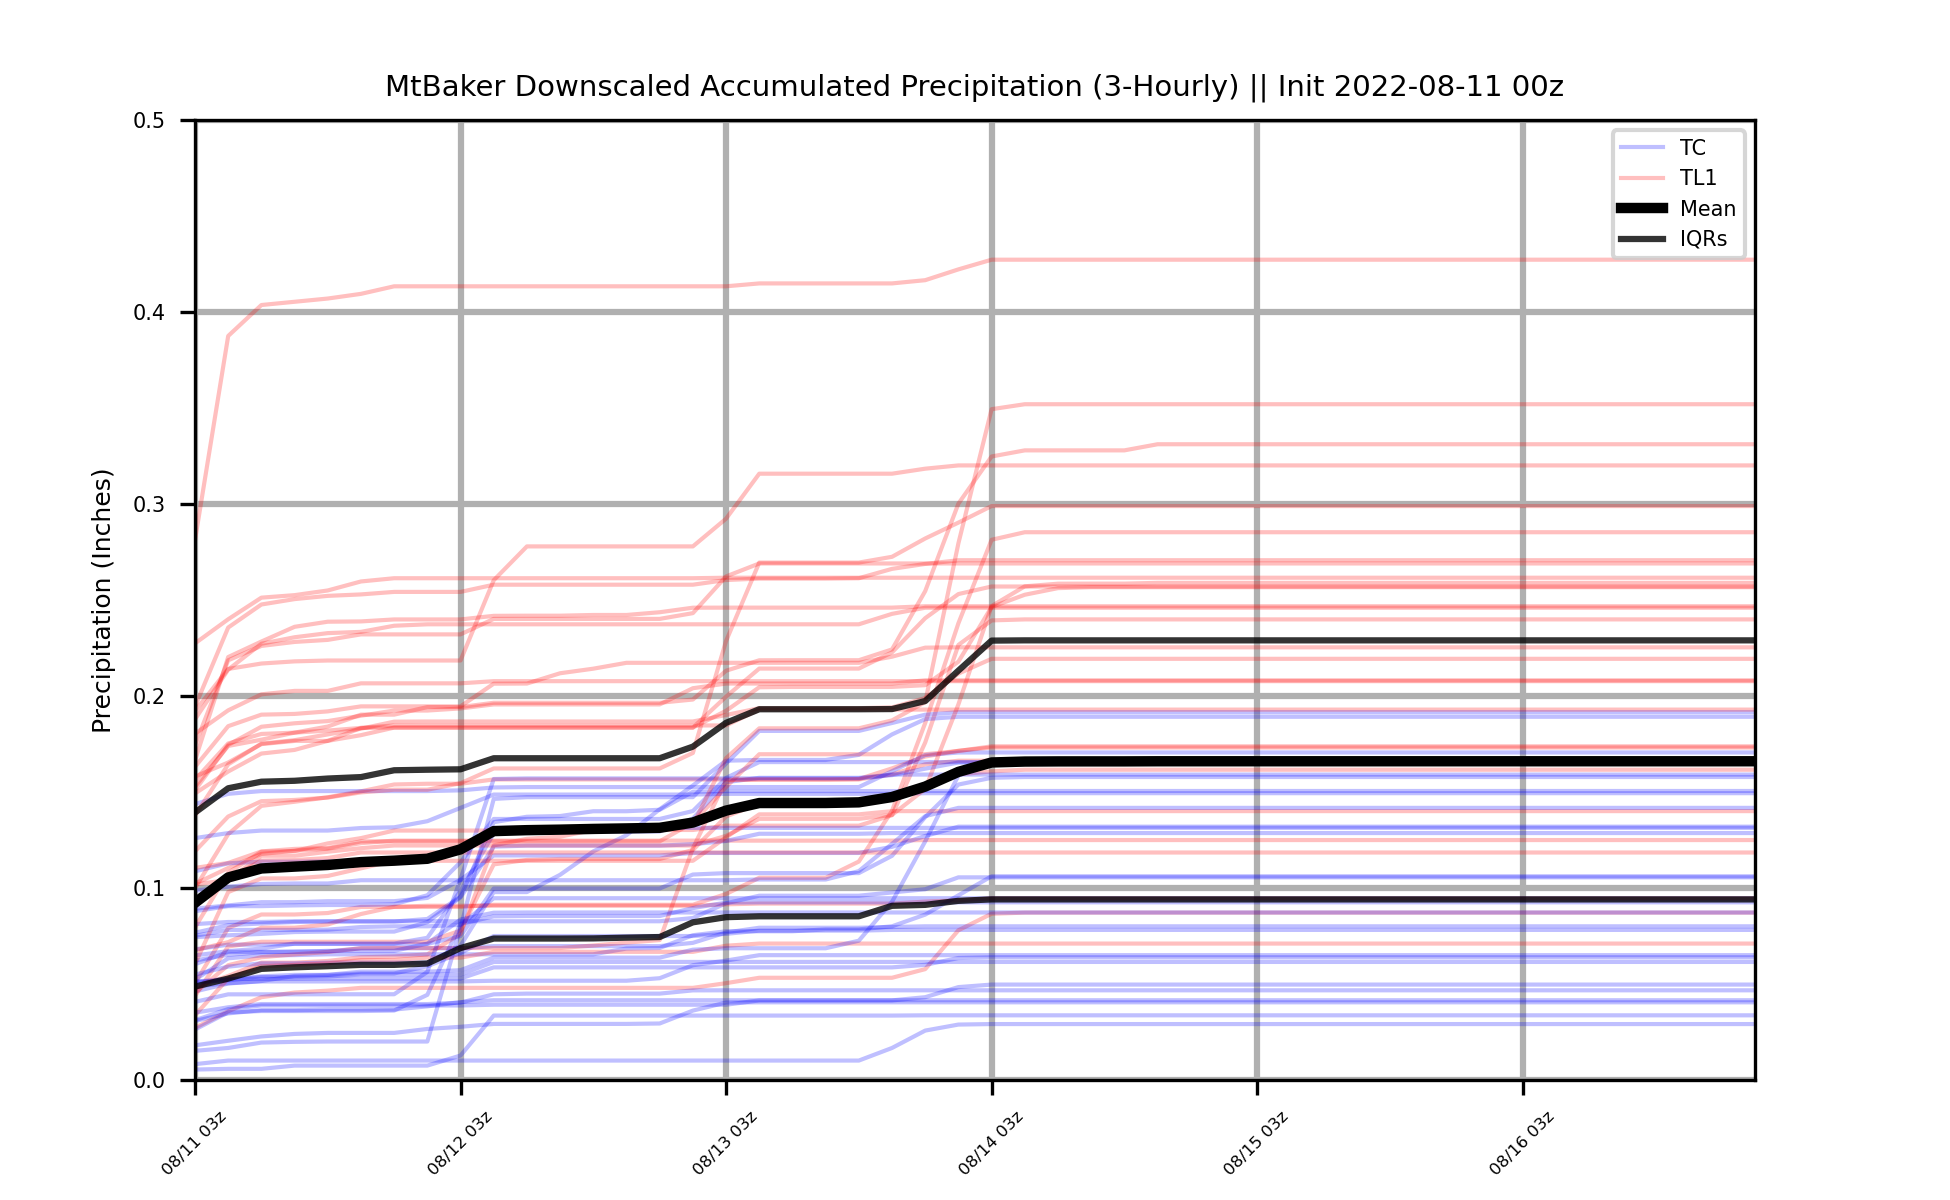 MtBaker Downscaled Accumulated Precipitation (3-Hourly) || Init 2022-08-11 00z
TC
TL1
Mean
IQRs
Precipitation (Inches)
0.5
0.4
0.3
0.2
0.1
0.0
08/11 03z
08/12 03z
08/13 03z
08/14 03z
08/15 03z
08/16 03z